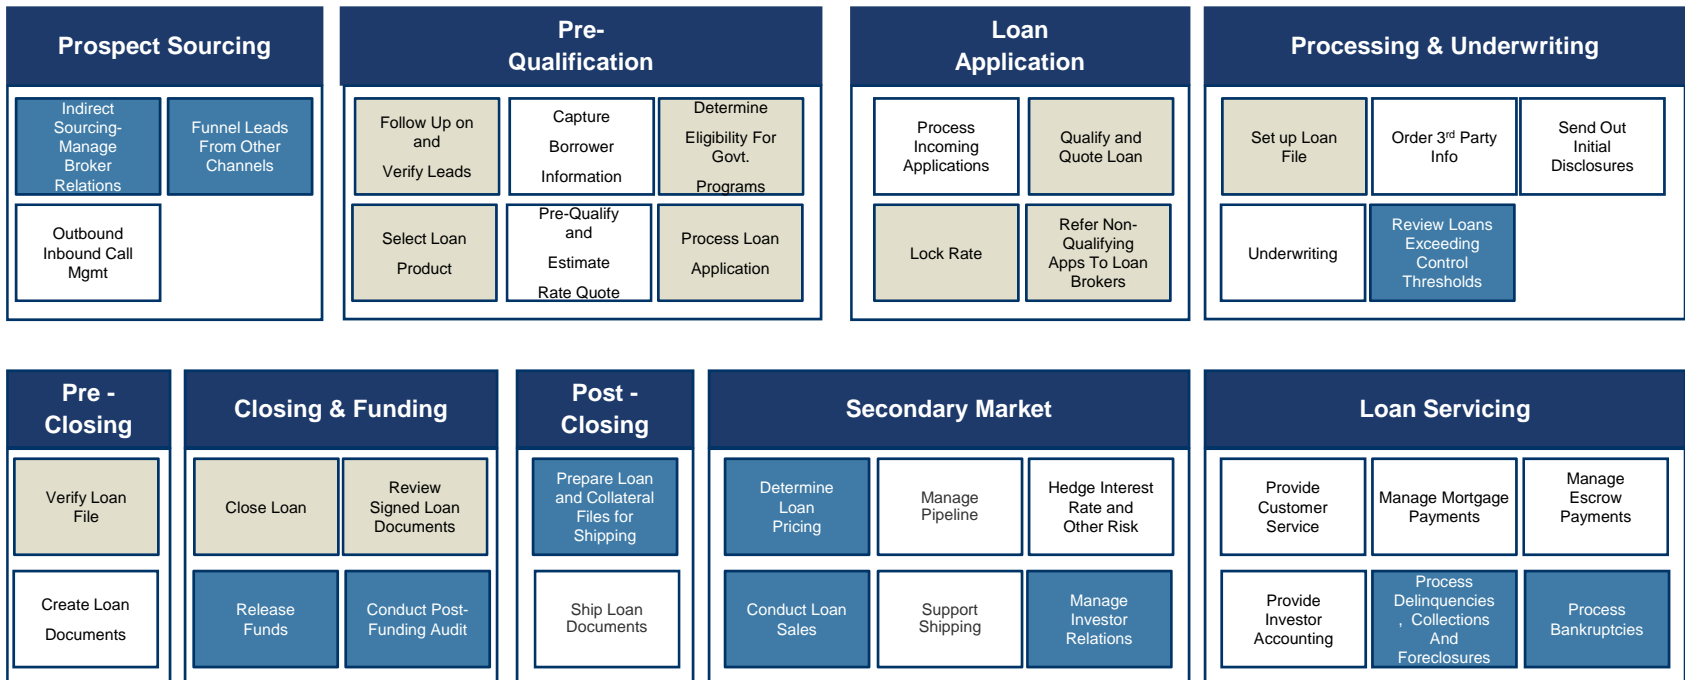 Prospect Sourcing
Indirect
Sourcing-
Manage
Broker
Relations
Funnel Leads
From Other
Channels
Outbound
Inbound Call
Mgmt
Pre-
Qualification
Follow Up on
and
Verify Leads
Capture
Borrower
Information
Determine
Eligibility For
Govt.
Programs
Select Loan
Product
Pre-Qualify
and
Estimate
Rate Quote
Process Loan
Application
Loan
Application
Process
Incoming
Applications
Qualify and
Quote Loan
Lock Rate
Refer Non-
Qualifying
Apps To Loan
Brokers
Processing & Underwriting
Set up Loan
File
Order 3rd Party
Info
Send Out
Initial
Disclosures
Underwriting
Review Loans
Exceeding
Control
Thresholds
Pre -
Closing
Verify Loan
File
Create Loan
Documents
Closing & Funding
Close Loan
Review
Signed Loan
Documents
Release
Funds
Conduct Post-
Funding Audit
Post -
Closing
Prepare Loan
and Collateral
Files for
Shipping
Ship Loan
Documents
Secondary Market
Determine
Loan
Pricing
Manage
Pipeline
Hedge Interest
Rate and
Other Risk
Conduct Loan
Sales
Support
Shipping
Manage
Investor
Relations
Loan Servicing
Provide
Customer
Service
Manage Mortgage
Payments
Manage
Escrow
Payments
Provide
Investor
Accounting
Process
Delinquencies
, Collections
And
Foreclosures
Process
Bankruptcies